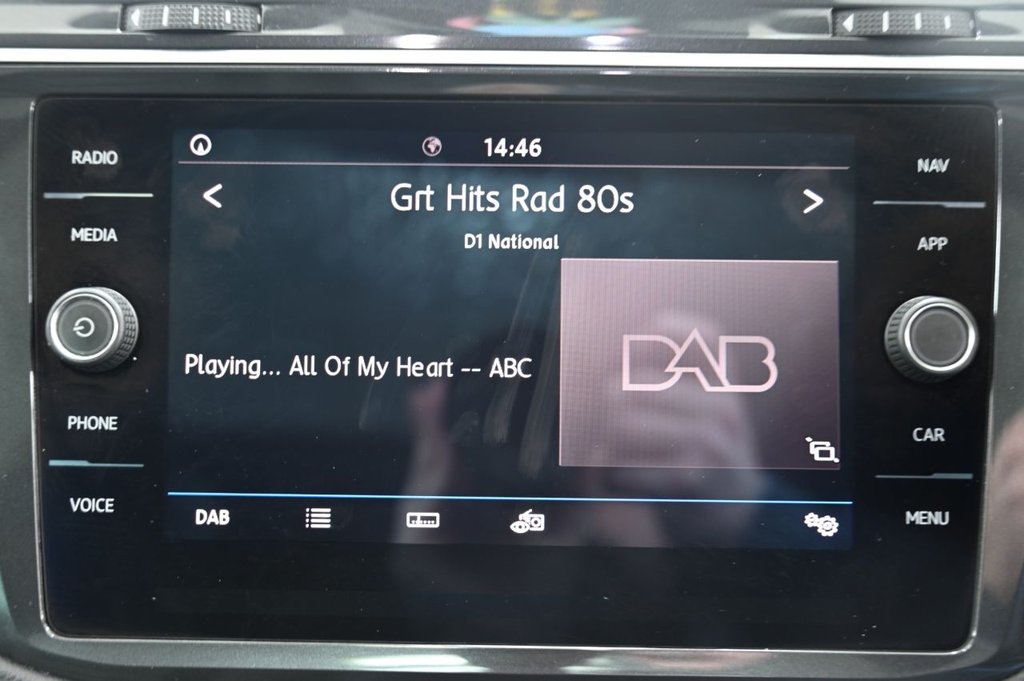 14:46
RADIO
MEDIA
PHONE
VOICE
Grt Hits Rad 80s
D1 National
Playing... All Of My Heart -- ABC
DAB
DAB
NAV
APP
CAR
MENU